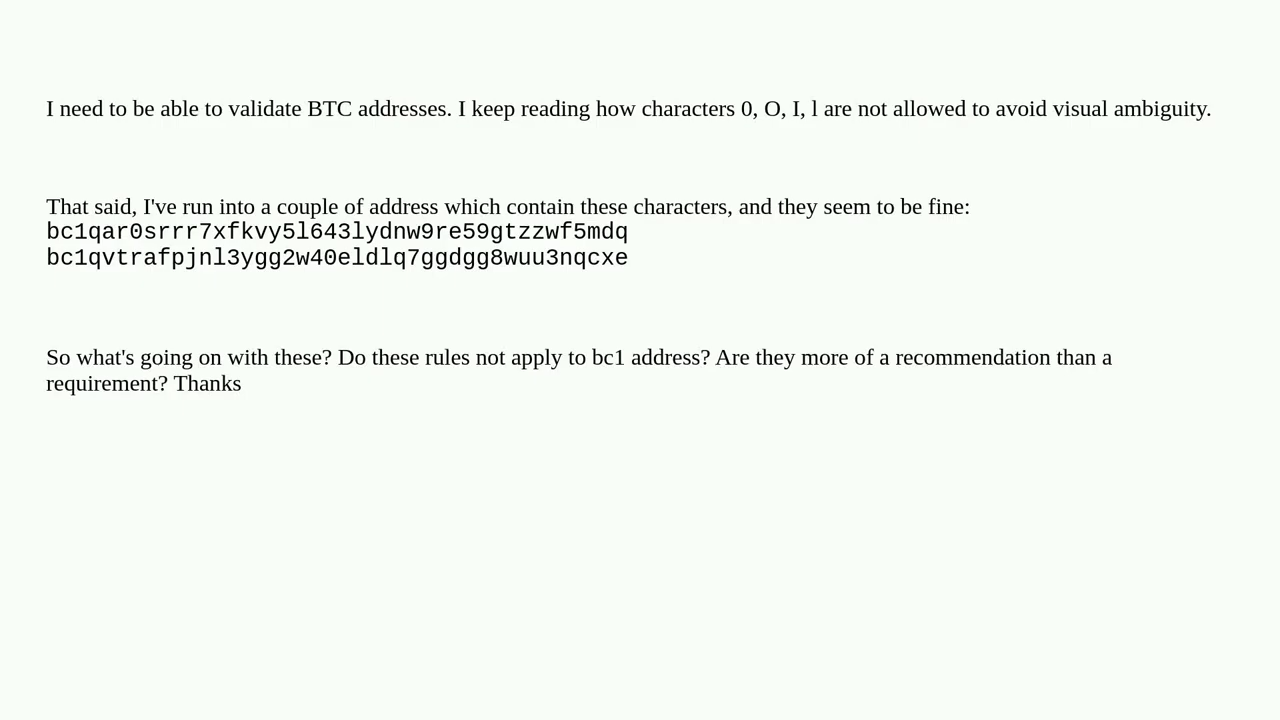 I need to be able to validate BTC addresses. I keep reading how characters 0, O, I, l are not allowed to avoid visual ambiguity.
That said, I've run into a couple of address which contain these characters, and they seem to be fine:
bc1qar0srrr7xfkvy5l643lydnw9re59gtzzwf5mdq
bc1qvtrafpjnl3ygg2w40eldlq7ggdgg8wuu3nqcxe
So what's going on with these? Do these rules not apply to bc1 address? Are they more of a recommendation than a
requirement? Thanks